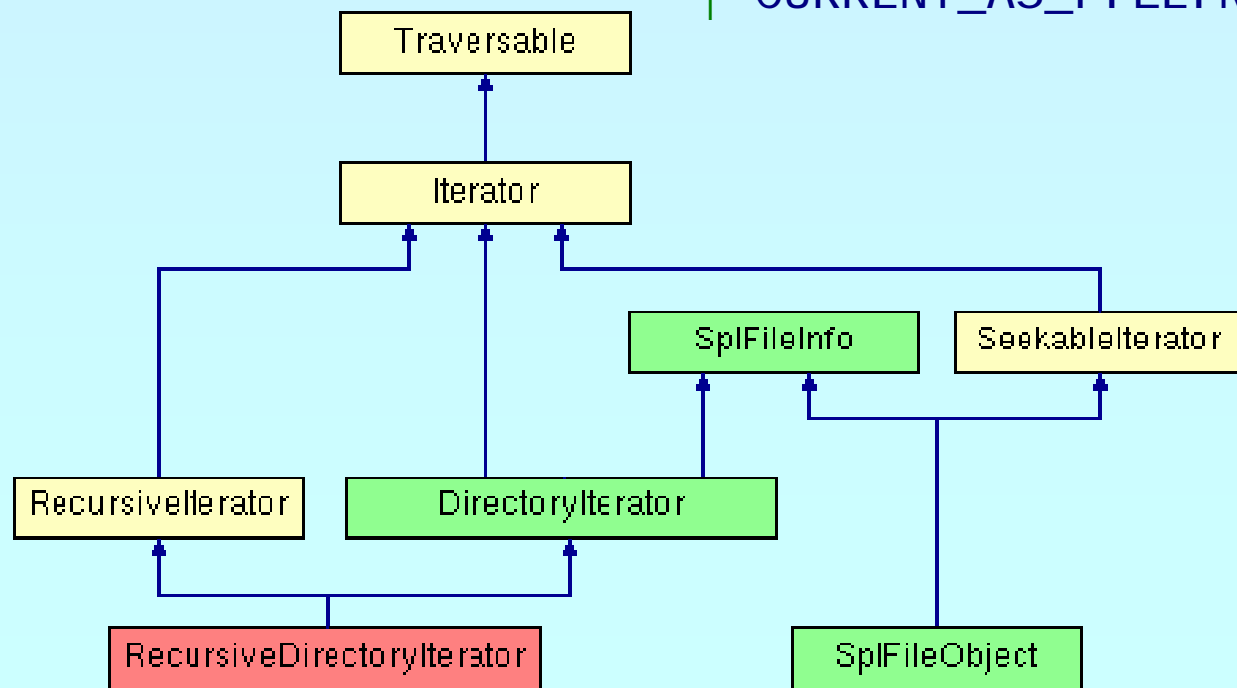 Traversable
Iterator
SplFileInfo
SeekableIterator
RecursiveIterator
DirectoryIterator
RecursiveDirectoryIterator
SplFileObject